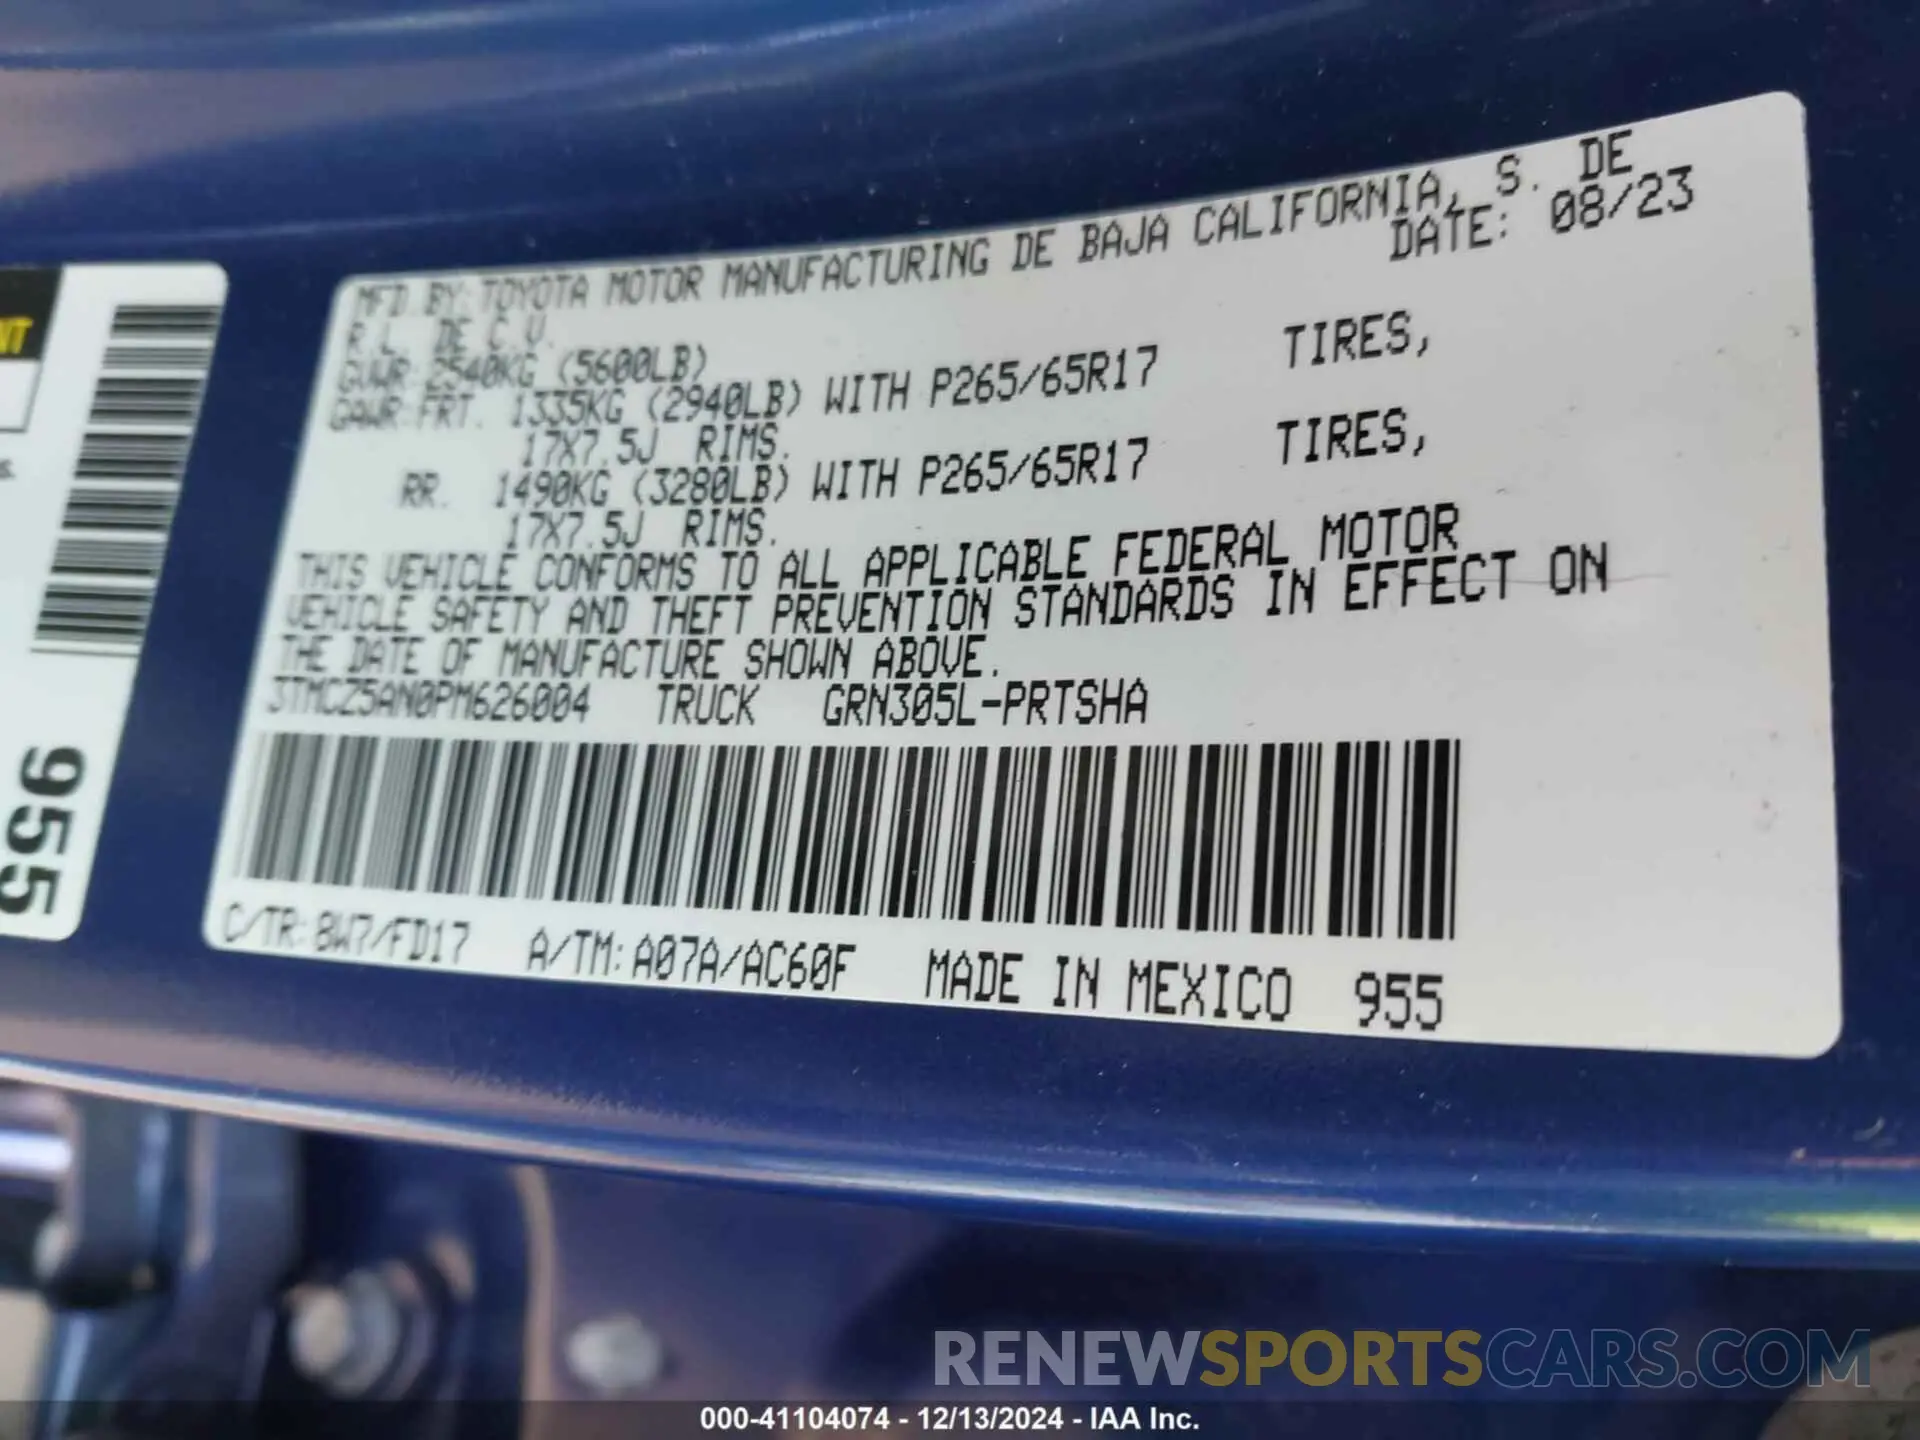 MFD. BY: TOYOTA MOTOR MANUFACTURING DE BAJA CALIFORNIA, S. DE
R.L. DE C.V. DATE: 08/23
GVWR: 2540KG (5600LB)
GAWR: FRT. 1335KG (2940LB) WITH P265/65R17 TIRES,
17X7.5J RIMS.
RR. 1490KG (3280LB) WITH P265/65R17 TIRES,
17X7.5J RIMS.
THIS VEHICLE CONFORMS TO ALL APPLICABLE FEDERAL MOTOR
VEHICLE SAFETY AND THEFT PREVENTION STANDARDS IN EFFECT ON
THE DATE OF MANUFACTURE SHOWN ABOVE.
3TMCZ5AN0PM626004 TRUCK GRN305L-PRTSHA
C/TR: 8W7/FD17 A/TM: A07A/AC60F MADE IN MEXICO 955
955
RENEWSPORTSCARS.COM
000-41104074 - 12/13/2024 - IAA Inc.